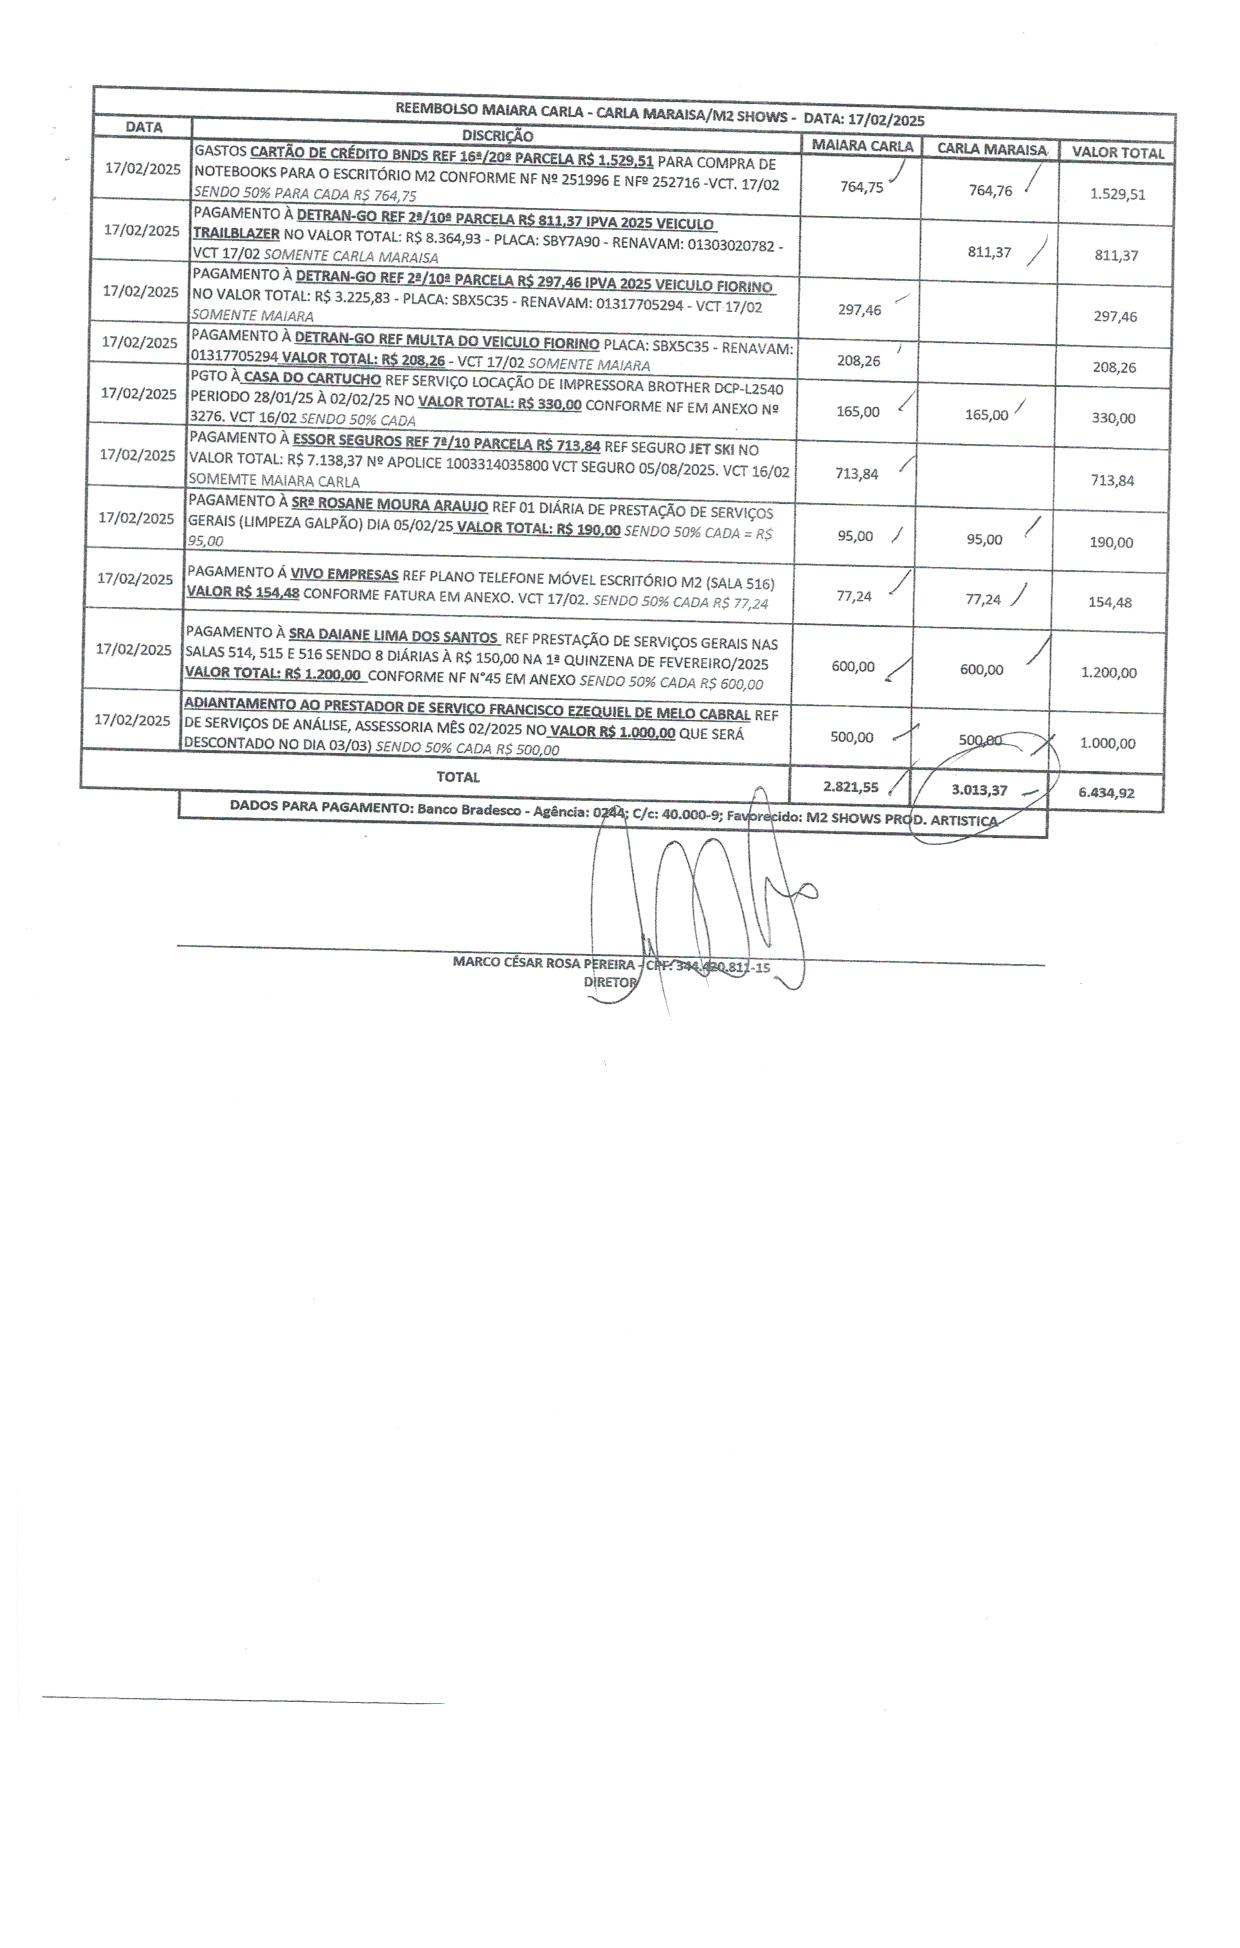 REEMBOLSO MAIARA CARLA - CARLA MARAISA/M2 SHOWS - DATA: 17/02/2025
DATA DISCRIÇÃO MAIARA CARLA CARLA MARAISA VALOR TOTAL
GASTOS CARTÃO DE CRÉDITO BNDS REF 16ª/20ª PARCELA R$ 1.529,51 PARA COMPRA DE
17/02/2025 NOTEBOOKS PARA O ESCRITÓRIO M2 CONFORME NF Nº 251996 E NFº 252716 -VCT. 17/02 764,75 764,76 1.529,51
SENDO 50% PARA CADA R$ 764,75
PAGAMENTO À DETRAN-GO REF 2ª/10ª PARCELA R$ 811,37 IPVA 2025 VEICULO
17/02/2025 TRAILBLAZER NO VALOR TOTAL: R$ 8.364,93 - PLACA: SBY7A90 - RENAVAM: 01303020782 - 811,37 811,37
VCT 17/02 SOMENTE CARLA MARAISA
PAGAMENTO À DETRAN-GO REF 2ª/10ª PARCELA R$ 297,46 IPVA 2025 VEICULO FIORINO
17/02/2025 NO VALOR TOTAL: R$ 3.225,83 - PLACA: SBX5C35 - RENAVAM: 01317705294 - VCT 17/02 297,46 297,46
SOMENTE MAIARA
17/02/2025 PAGAMENTO À DETRAN-GO REF MULTA DO VEICULO FIORINO PLACA: SBX5C35 - RENAVAM: 208,26 208,26
01317705294 VALOR TOTAL: R$ 208,26 - VCT 17/02 SOMENTE MAIARA
PGTO À CASA DO CARTUCHO REF SERVIÇO LOCAÇÃO DE IMPRESSORA BROTHER DCP-L2540
17/02/2025 PERIODO 28/01/25 À 02/02/25 NO VALOR TOTAL: R$ 330,00 CONFORME NF EM ANEXO Nº 165,00 165,00 330,00
3276. VCT 16/02 SENDO 50% CADA
PAGAMENTO À ESSOR SEGUROS REF 7ª/10 PARCELA R$ 713,84 REF SEGURO JET SKI NO
17/02/2025 VALOR TOTAL: R$ 7.138,37 Nº APOLICE 1003314035800 VCT SEGURO 05/08/2025. VCT 16/02 713,84 713,84
SOMEMTE MAIARA CARLA
PAGAMENTO À SRª ROSANE MOURA ARAUJO REF 01 DIÁRIA DE PRESTAÇÃO DE SERVIÇOS
17/02/2025 GERAIS (LIMPEZA GALPÃO) DIA 05/02/25 VALOR TOTAL: R$ 190,00 SENDO 50% CADA = R$ 95,00 95,00 190,00
95,00
17/02/2025 PAGAMENTO Á VIVO EMPRESAS REF PLANO TELEFONE MÓVEL ESCRITÓRIO M2 (SALA 516) 77,24 77,24 154,48
VALOR R$ 154,48 CONFORME FATURA EM ANEXO. VCT 17/02. SENDO 50% CADA R$ 77,24
PAGAMENTO À SRA DAIANE LIMA DOS SANTOS REF PRESTAÇÃO DE SERVIÇOS GERAIS NAS
17/02/2025 SALAS 514, 515 E 516 SENDO 8 DIÁRIAS À R$ 150,00 NA 1ª QUINZENA DE FEVEREIRO/2025 600,00 600,00 1.200,00
VALOR TOTAL: R$ 1.200,00 CONFORME NF N°45 EM ANEXO SENDO 50% CADA R$ 600,00
ADIANTAMENTO AO PRESTADOR DE SERVIÇO FRANCISCO EZEQUIEL DE MELO CABRAL REF
17/02/2025 DE SERVIÇOS DE ANÁLISE, ASSESSORIA MÊS 02/2025 NO VALOR R$ 1.000,00 QUE SERÁ 500,00 500,00 1.000,00
DESCONTADO NO DIA 03/03) SENDO 50% CADA R$ 500,00
TOTAL 2.821,55 3.013,37 6.434,92
DADOS PARA PAGAMENTO: Banco Bradesco - Agência: 0244; C/c: 40.000-9; Favorecido: M2 SHOWS PROD. ARTISTICA
MARCO CÉSAR ROSA PEREIRA - CPF: 344.420.811-15
DIRETOR